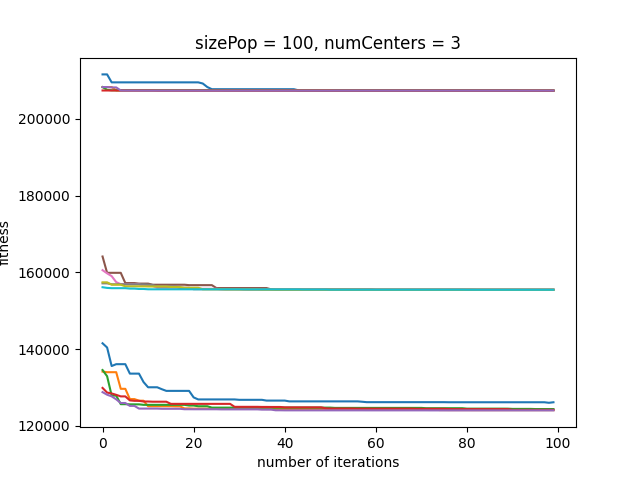 sizePop = 100, numCenters = 3
200000
180000
160000
140000
120000
fitness
0 20 40 60 80 100
number of iterations